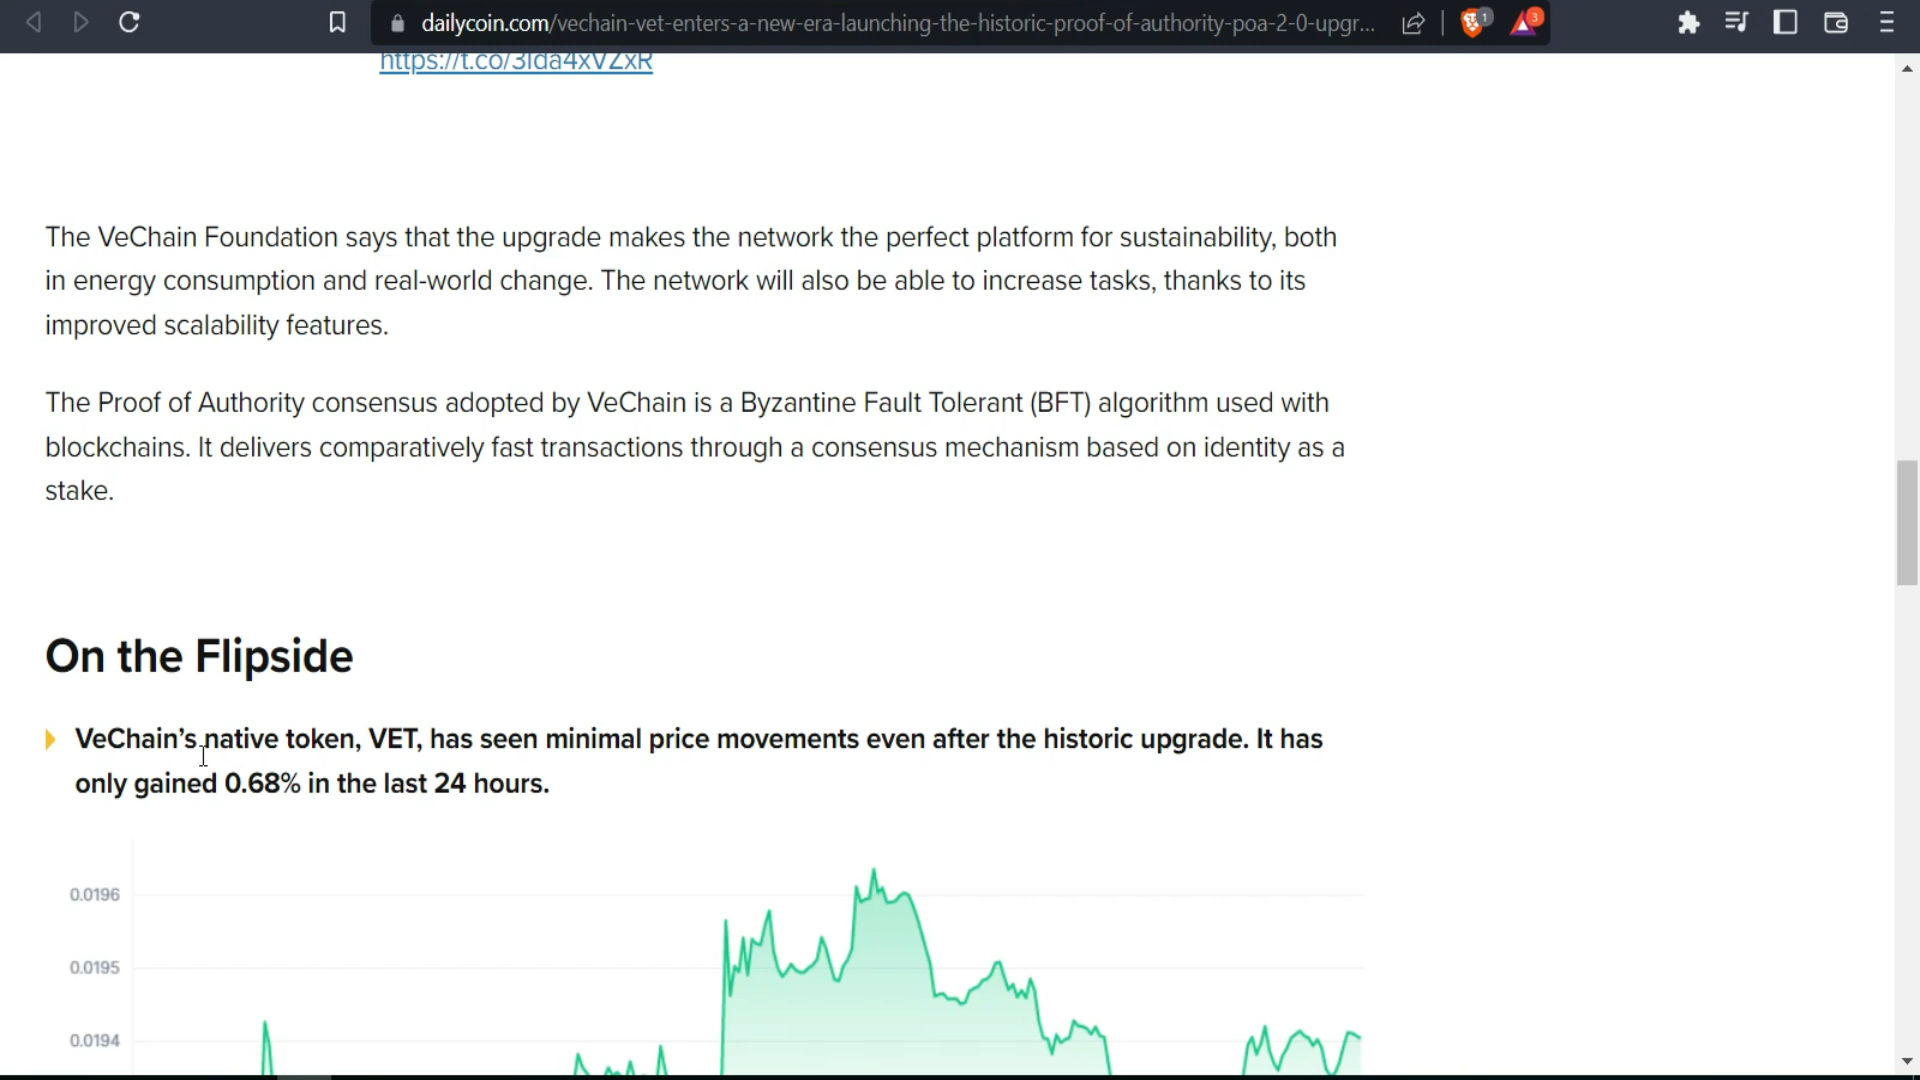 dailycoin.com/vechain-vet-enters-a-new-era-launching-the-historic-proof-of-authority-poa-2-0-upgr...
1
3
https://t.co/3Ida4xVZxR
The VeChain Foundation says that the upgrade makes the network the perfect platform for sustainability, both
in energy consumption and real-world change. The network will also be able to increase tasks, thanks to its
improved scalability features.
The Proof of Authority consensus adopted by VeChain is a Byzantine Fault Tolerant (BFT) algorithm used with
blockchains. It delivers comparatively fast transactions through a consensus mechanism based on identity as a
stake.
On the Flipside
VeChain’s native token, VET, has seen minimal price movements even after the historic upgrade. It has
only gained 0.68% in the last 24 hours.
0.0196
0.0195
0.0194